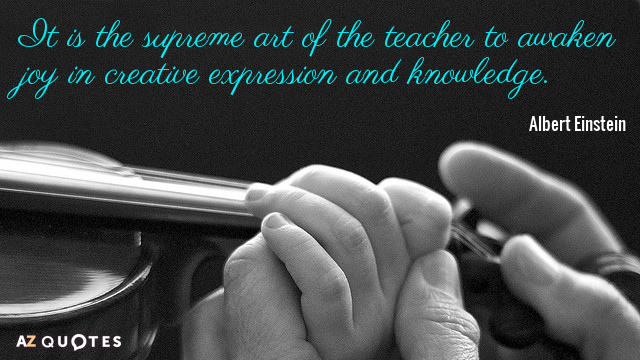 It is the supreme art of the teacher to awaken
joy in creative expression and knowledge.
Albert Einstein
AZ QUOTES